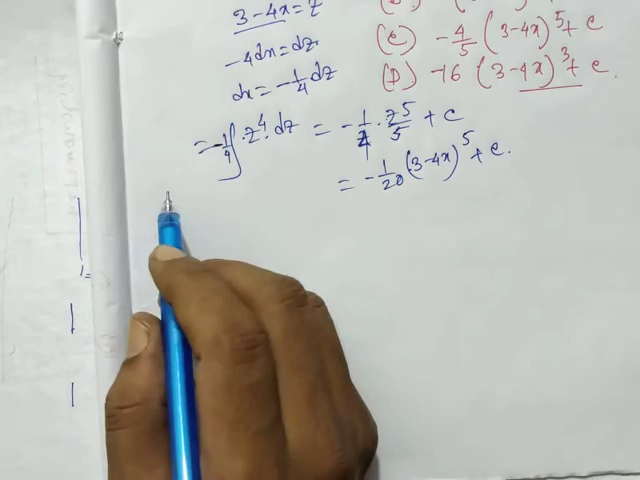 3-4x=z
-4dx=dz.
dx = -1/4 dz
(C) -4/5 (3-4x)^5 + c
(D) -16 (3-4x)^3 + c.
= -1/4 ∫ z^4 . dz = -1/4 . z^5/5 + c
= -1/20 (3-4x)^5 + c.